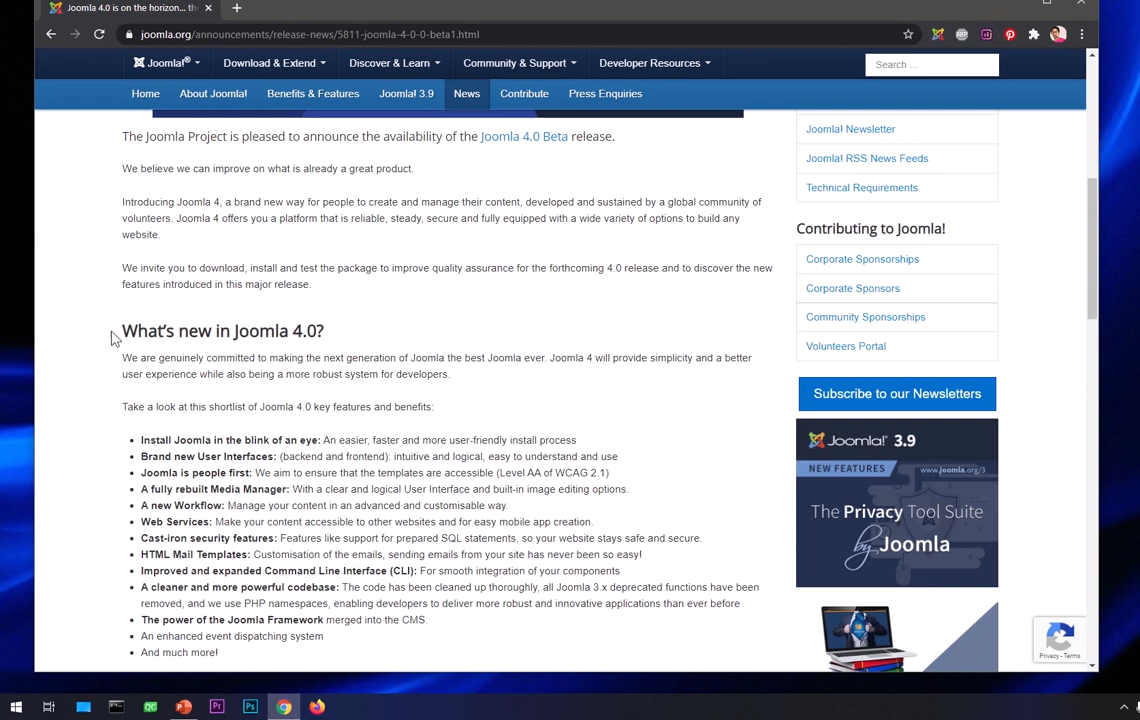 Joomla 4.0 is on the horizon... th
joomla.org/announcements/release-news/5811-joomla-4-0-0-beta1.html
ABP
Joomla!® Download & Extend Discover & Learn Community & Support Developer Resources Search ...
Home About Joomla! Benefits & Features Joomla! 3.9 News Contribute Press Enquiries
The Joomla Project is pleased to announce the availability of the Joomla 4.0 Beta release.
We believe we can improve on what is already a great product.
Introducing Joomla 4, a brand new way for people to create and manage their content, developed and sustained by a global community of
volunteers. Joomla 4 offers you a platform that is reliable, steady, secure and fully equipped with a wide variety of options to build any
website.
We invite you to download, install and test the package to improve quality assurance for the forthcoming 4.0 release and to discover the new
features introduced in this major release.
What's new in Joomla 4.0?
We are genuinely committed to making the next generation of Joomla the best Joomla ever. Joomla 4 will provide simplicity and a better
user experience while also being a more robust system for developers.
Take a look at this shortlist of Joomla 4.0 key features and benefits:
Install Joomla in the blink of an eye: An easier, faster and more user-friendly install process
Brand new User Interfaces: (backend and frontend): intuitive and logical, easy to understand and use
Joomla is people first: We aim to ensure that the templates are accessible (Level AA of WCAG 2.1)
A fully rebuilt Media Manager: With a clear and logical User Interface and built-in image editing options.
A new Workflow: Manage your content in an advanced and customisable way.
Web Services: Make your content accessible to other websites and for easy mobile app creation.
Cast-iron security features: Features like support for prepared SQL statements, so your website stays safe and secure.
HTML Mail Templates: Customisation of the emails, sending emails from your site has never been so easy!
Improved and expanded Command Line Interface (CLI): For smooth integration of your components
A cleaner and more powerful codebase: The code has been cleaned up thoroughly, all Joomla 3.x deprecated functions have been
removed, and we use PHP namespaces, enabling developers to deliver more robust and innovative applications than ever before
The power of the Joomla Framework merged into the CMS.
An enhanced event dispatching system
And much more!
Joomla! Newsletter
Joomla! RSS News Feeds
Technical Requirements
Contributing to Joomla!
Corporate Sponsorships
Corporate Sponsors
Community Sponsorships
Volunteers Portal
Subscribe to our Newsletters
Joomla! 3.9
NEW FEATURES www.joomla.org/3
The Privacy Tool Suite
by Joomla
Privacy - Terms
QC
P
Pr
Ps